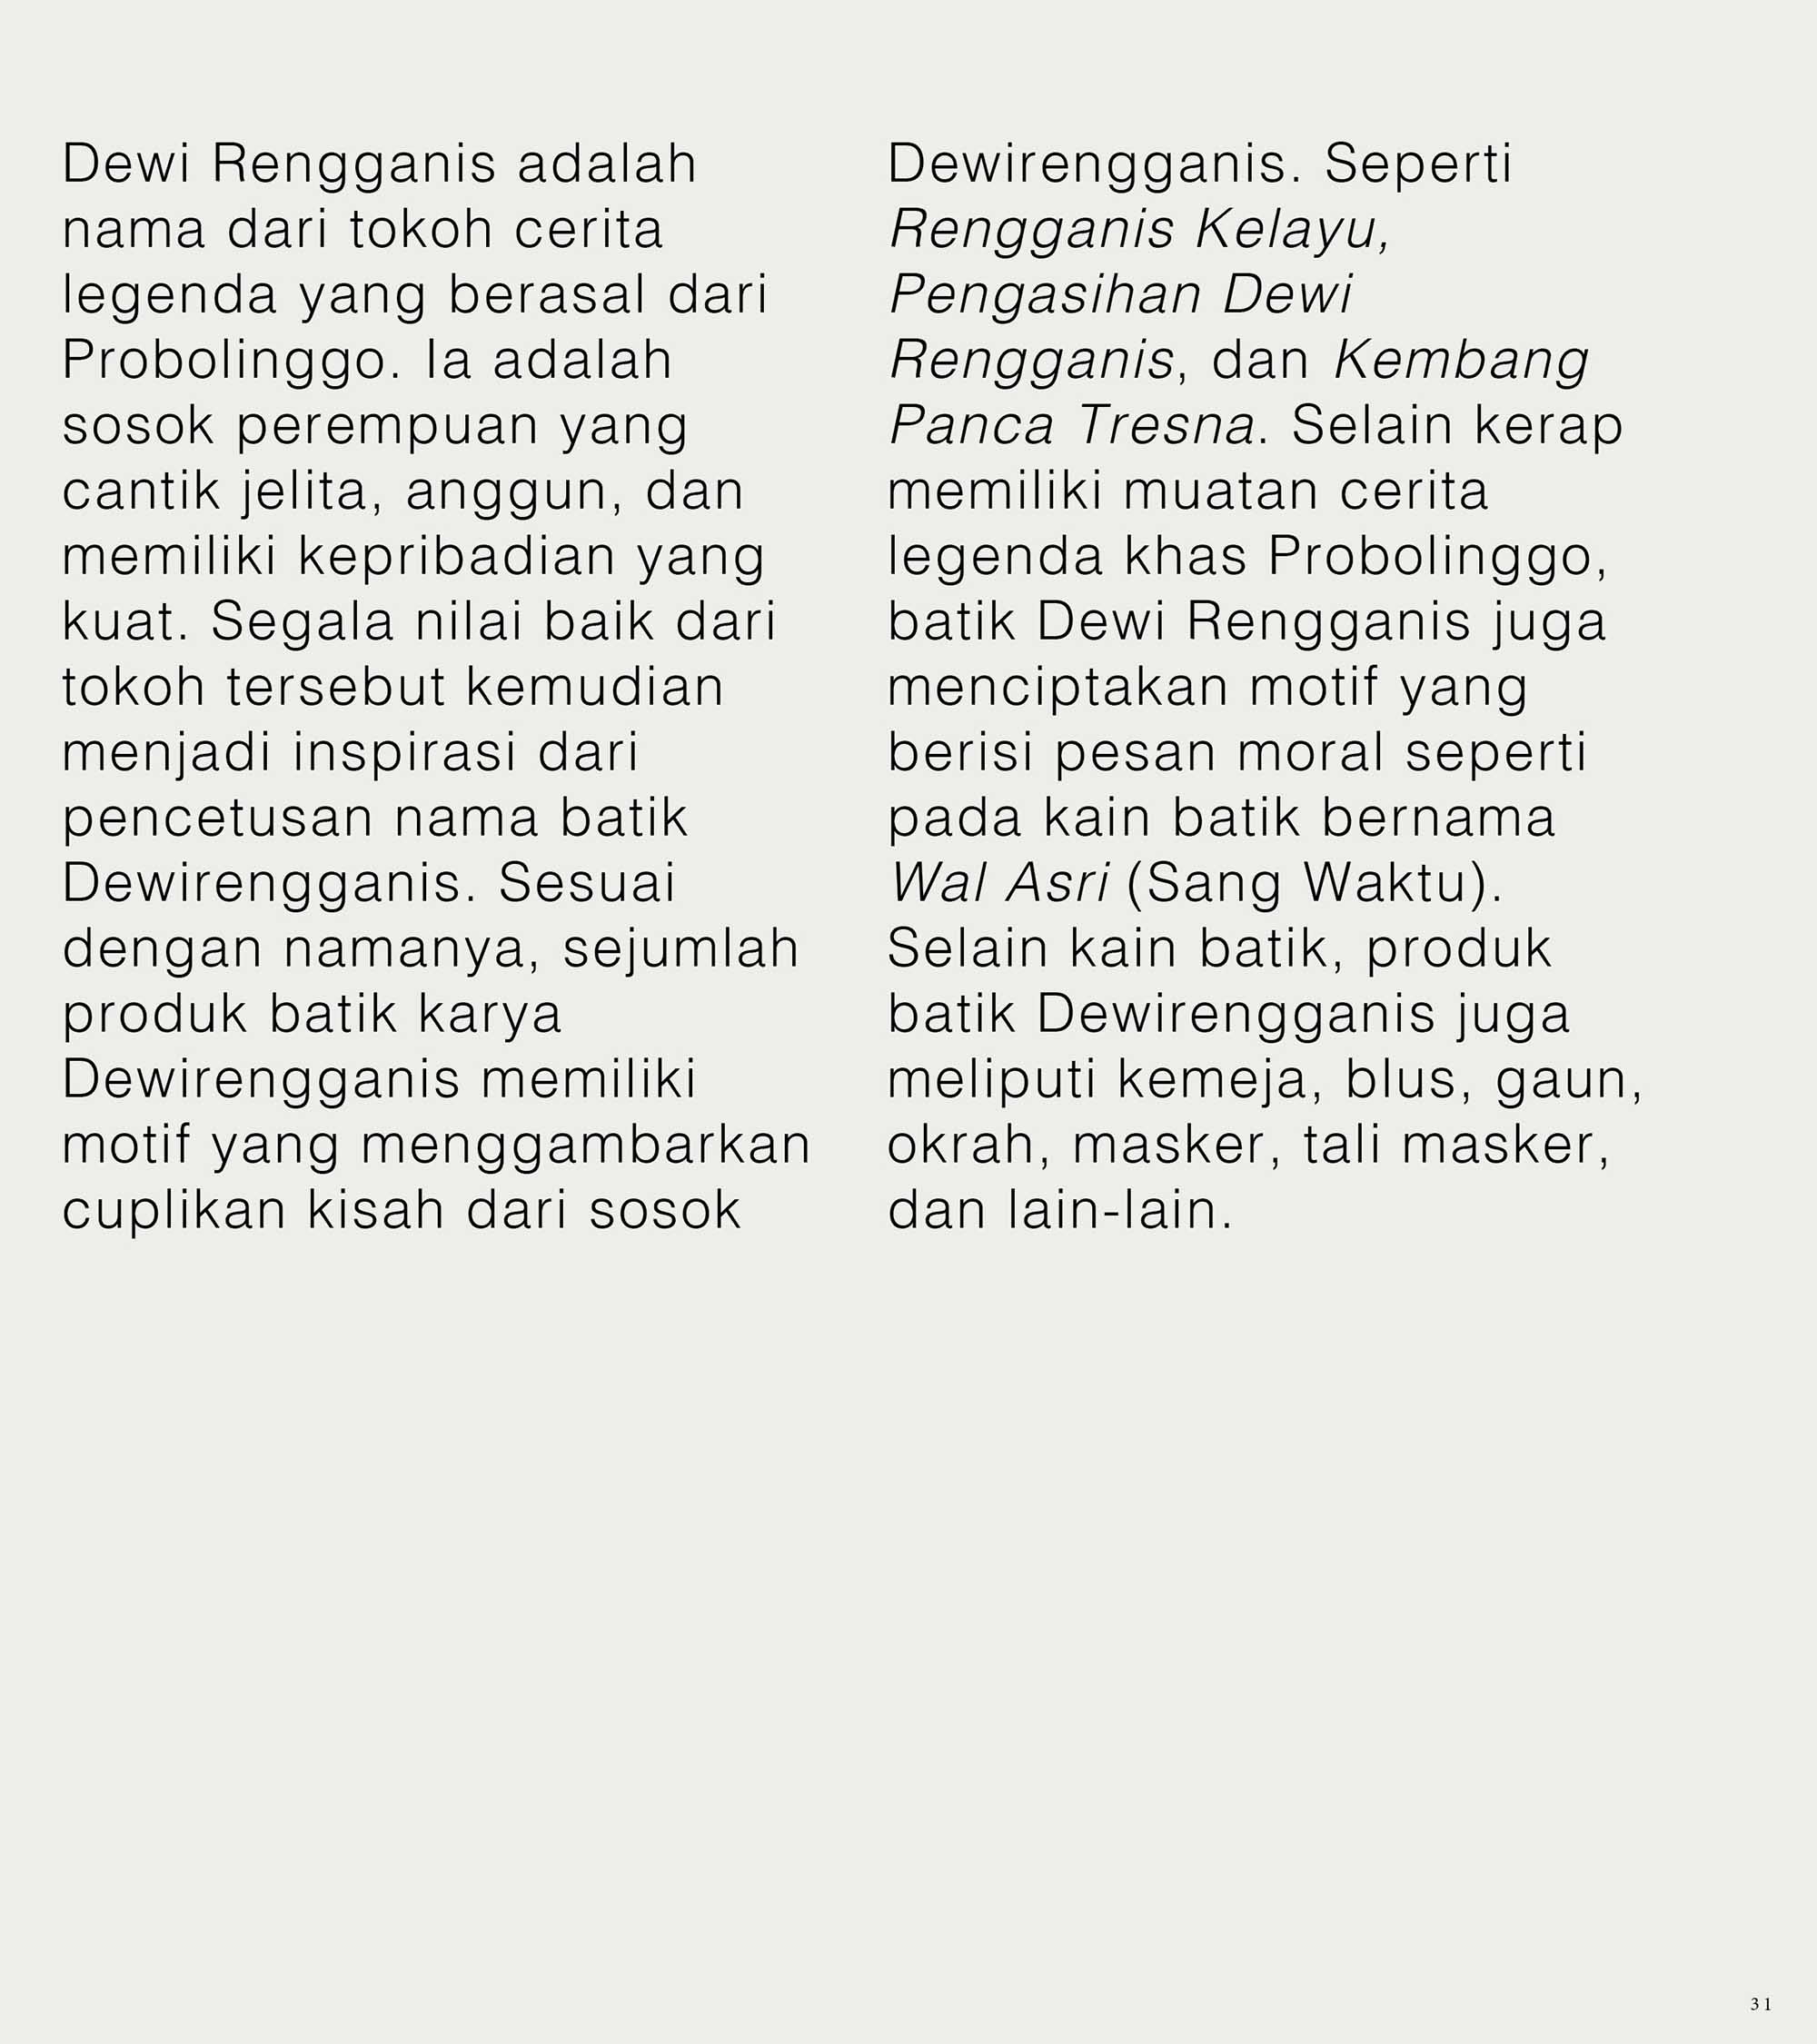 Dewi Rengganis adalah
nama dari tokoh cerita
legenda yang berasal dari
Probolinggo. Ia adalah
sosok perempuan yang
cantik jelita, anggun, dan
memiliki kepribadian yang
kuat. Segala nilai baik dari
tokoh tersebut kemudian
menjadi inspirasi dari
pencetusan nama batik
Dewirengganis. Sesuai
dengan namanya, sejumlah
produk batik karya
Dewirengganis memiliki
motif yang menggambarkan
cuplikan kisah dari sosok
Dewirengganis. Seperti
Rengganis Kelayu,
Pengasihan Dewi
Rengganis, dan Kembang
Panca Tresna. Selain kerap
memiliki muatan cerita
legenda khas Probolinggo,
batik Dewi Rengganis juga
menciptakan motif yang
berisi pesan moral seperti
pada kain batik bernama
Wal Asri (Sang Waktu).
Selain kain batik, produk
batik Dewirengganis juga
meliputi kemeja, blus, gaun,
okrah, masker, tali masker,
dan lain-lain.
31